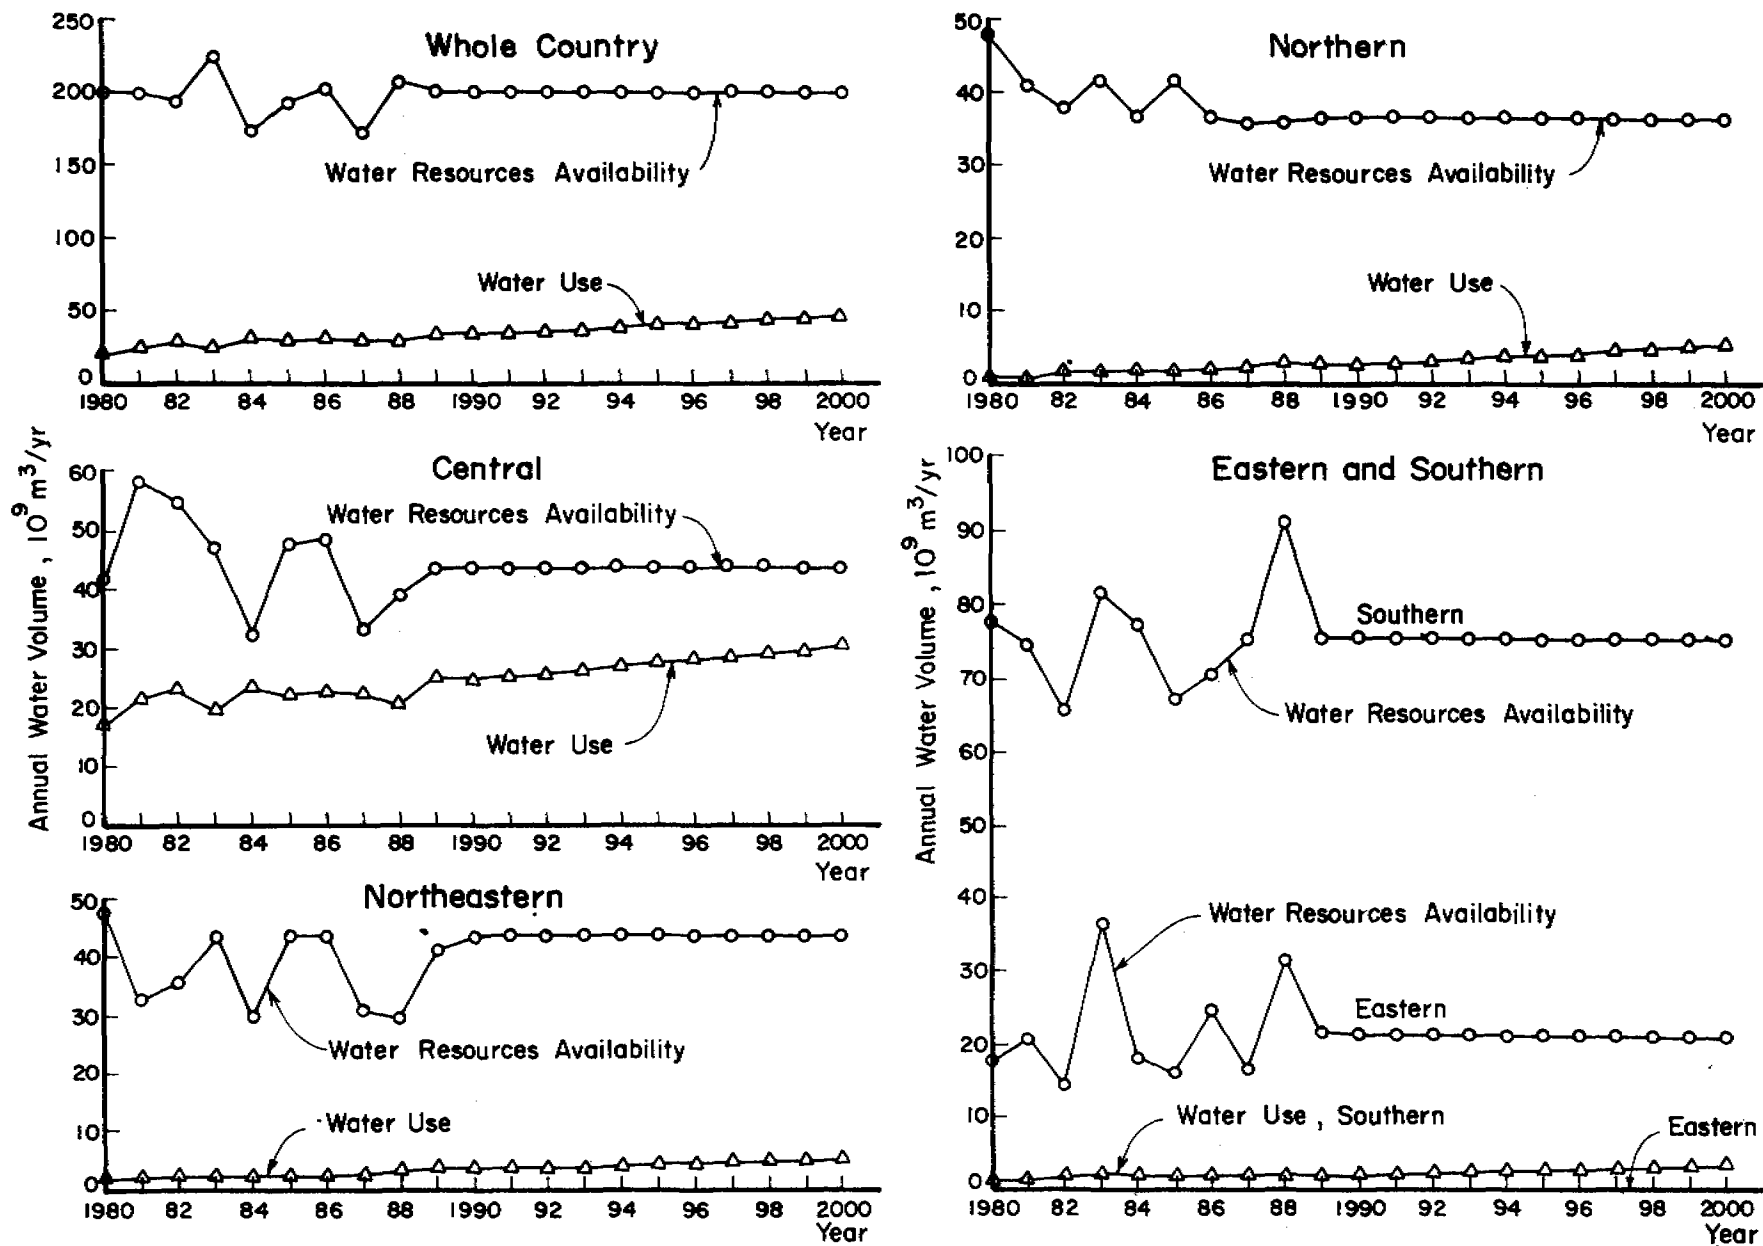 Whole Country
250
200
150
100
50
0
Water Resources Availability
Water Use
1980 82 84 86 88 1990 92 94 96 98 2000
Year
Northern
50
40
30
20
10
0
Water Resources Availability
Water Use
1980 82 84 86 88 1990 92 94 96 98 2000
Year
Annual Water Volume, 10⁹ m³/yr
Central
60
50
40
30
20
10
0
Water Resources Availability
Water Use
1980 82 84 86 88 1990 92 94 96 98 2000
Year
Northeastern
50
40
30
20
10
0
Water Resources Availability
Water Use
1980 82 84 86 88 1990 92 94 96 98 2000
Year
Annual Water Volume, 10⁹ m³/yr
Eastern and Southern
100
90
80
70
60
50
40
30
20
10
0
Southern
Water Resources Availability
Water Resources Availability
Eastern
Water Use, Southern
Eastern
1980 82 84 86 88 1990 92 94 96 98 2000
Year